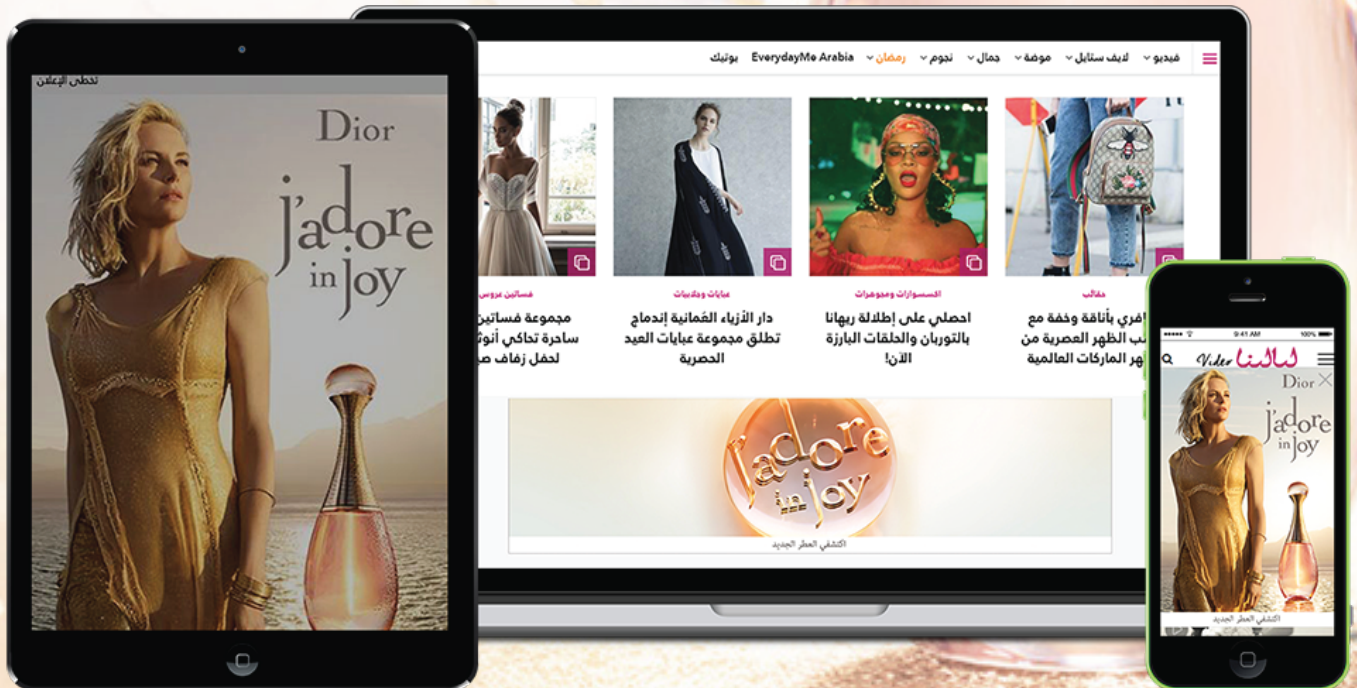 تخطى الإعلان
Dior
j'adore
in joy
فيديو لايف ستايل موضة جمال نجوم رمضان EverydayMe Arabia بوتيك
حقائب
افري بأناقة وخفة مع
ب الظهر العصرية من
هر الماركات العالمية
اكسسوارات ومجوهرات
احصلي على إطلالة ريهانا
بالتوربان والحلقات البارزة
الآن!
عبايات وجلابيات
دار الأزياء العُمانية إندماج
تطلق مجموعة عبايات العيد
الحصرية
فساتين عروس
مجموعة فساتين
ساحرة تحاكي أنوث
لحفل زفاف ص
j'adore
in joy
اكتشفي العطر الجديد
9:41 AM 100%
ليالينا Video
Dior
j'adore
in joy
اكتشفي العطر الجديد